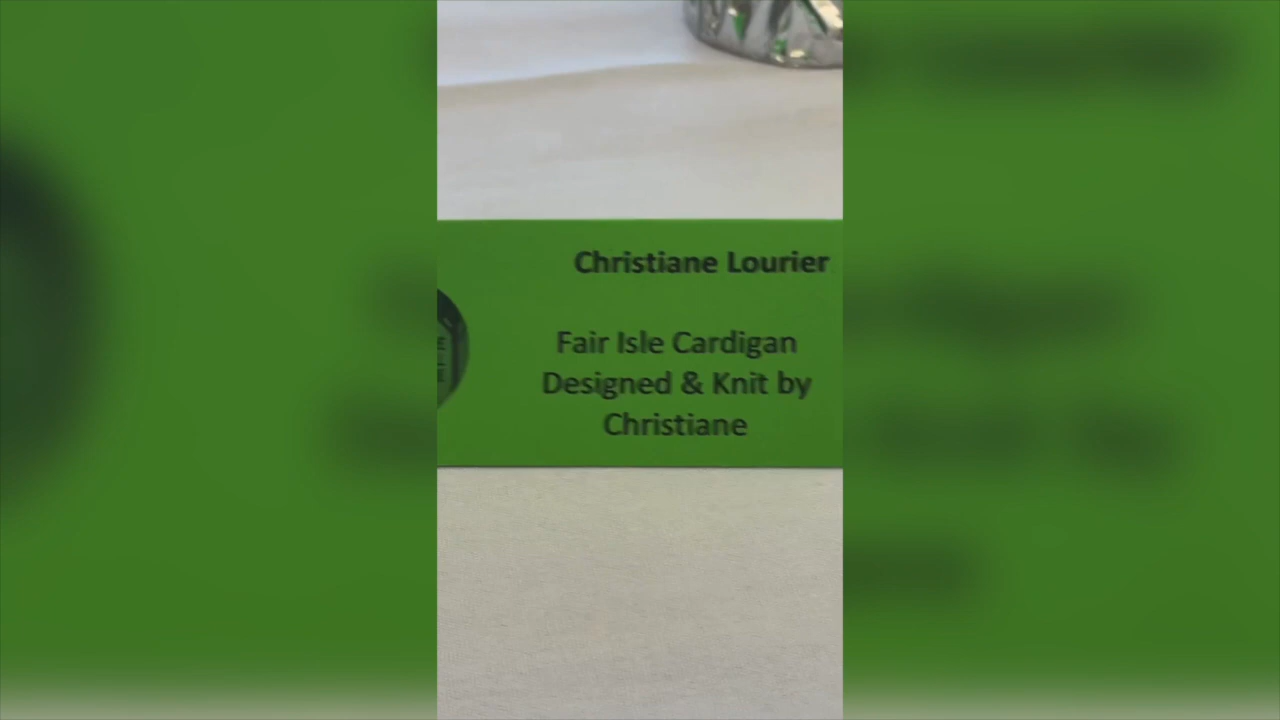 Christiane Lourier
Fair Isle Cardigan
Designed & Knit by
Christiane